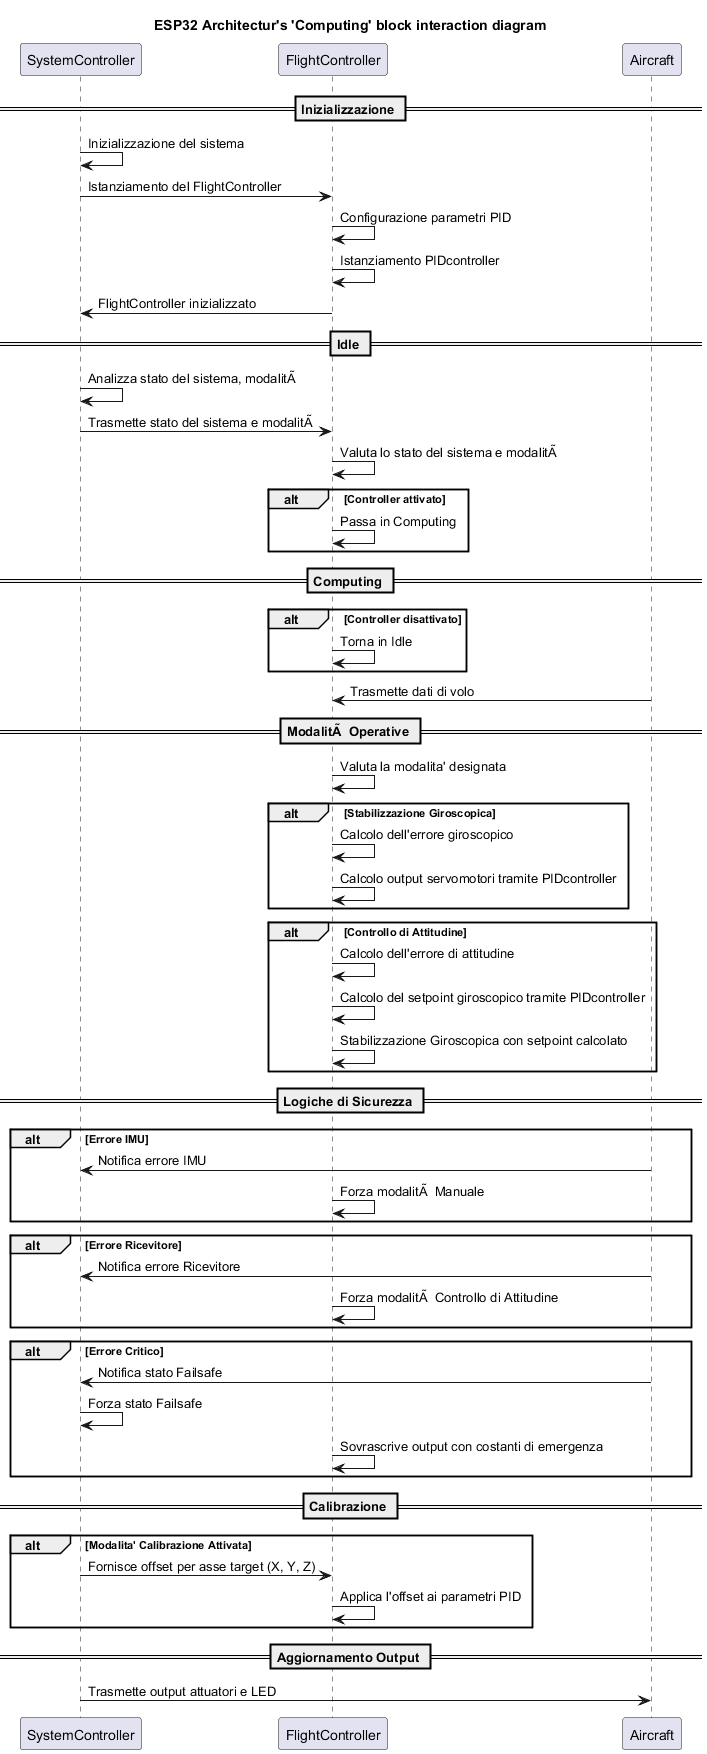 ESP32 Architectur's 'Computing' block interaction diagram
SystemController
FlightController
Aircraft
Inizializzazione
Inizializzazione del sistema
Istanziamento del FlightController
Configurazione parametri PID
Istanziamento PIDcontroller
FlightController inizializzato
Idle
Analizza stato del sistema, modalitÃ
Trasmette stato del sistema e modalitÃ
Valuta lo stato del sistema e modalitÃ
alt [Controller attivato]
Passa in Computing
Computing
alt [Controller disattivato]
Torna in Idle
Trasmette dati di volo
ModalitÃ  Operative
Valuta la modalita' designata
alt [Stabilizzazione Giroscopica]
Calcolo dell'errore giroscopico
Calcolo output servomotori tramite PIDcontroller
alt [Controllo di Attitudine]
Calcolo dell'errore di attitudine
Calcolo del setpoint giroscopico tramite PIDcontroller
Stabilizzazione Giroscopica con setpoint calcolato
Logiche di Sicurezza
alt [Errore IMU]
Notifica errore IMU
Forza modalitÃ  Manuale
alt [Errore Ricevitore]
Notifica errore Ricevitore
Forza modalitÃ  Controllo di Attitudine
alt [Errore Critico]
Notifica stato Failsafe
Forza stato Failsafe
Sovrascrive output con costanti di emergenza
Calibrazione
alt [Modalita' Calibrazione Attivata]
Fornisce offset per asse target (X, Y, Z)
Applica l'offset ai parametri PID
Aggiornamento Output
Trasmette output attuatori e LED
SystemController
FlightController
Aircraft